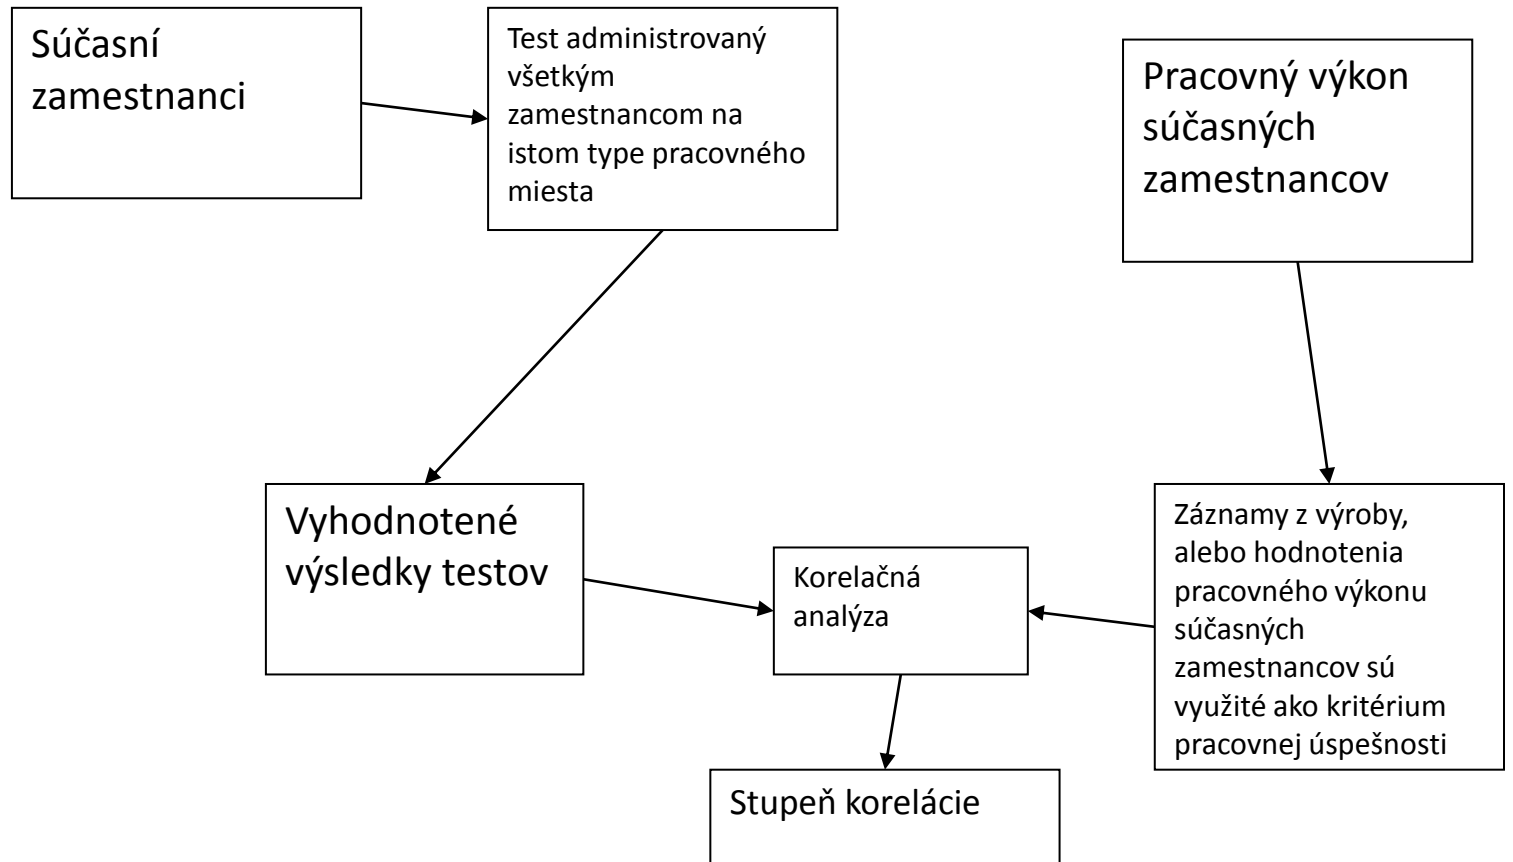 Súčasní
zamestnanci
Test administrovaný
všetkým
zamestnancom na
istom type pracovného
miesta
Pracovný výkon
súčasných
zamestnancov
Vyhodnotené
výsledky testov
Korelačná
analýza
Záznamy z výroby,
alebo hodnotenia
pracovného výkonu
súčasných
zamestnancov sú
využité ako kritérium
pracovnej úspešnosti
Stupeň korelácie